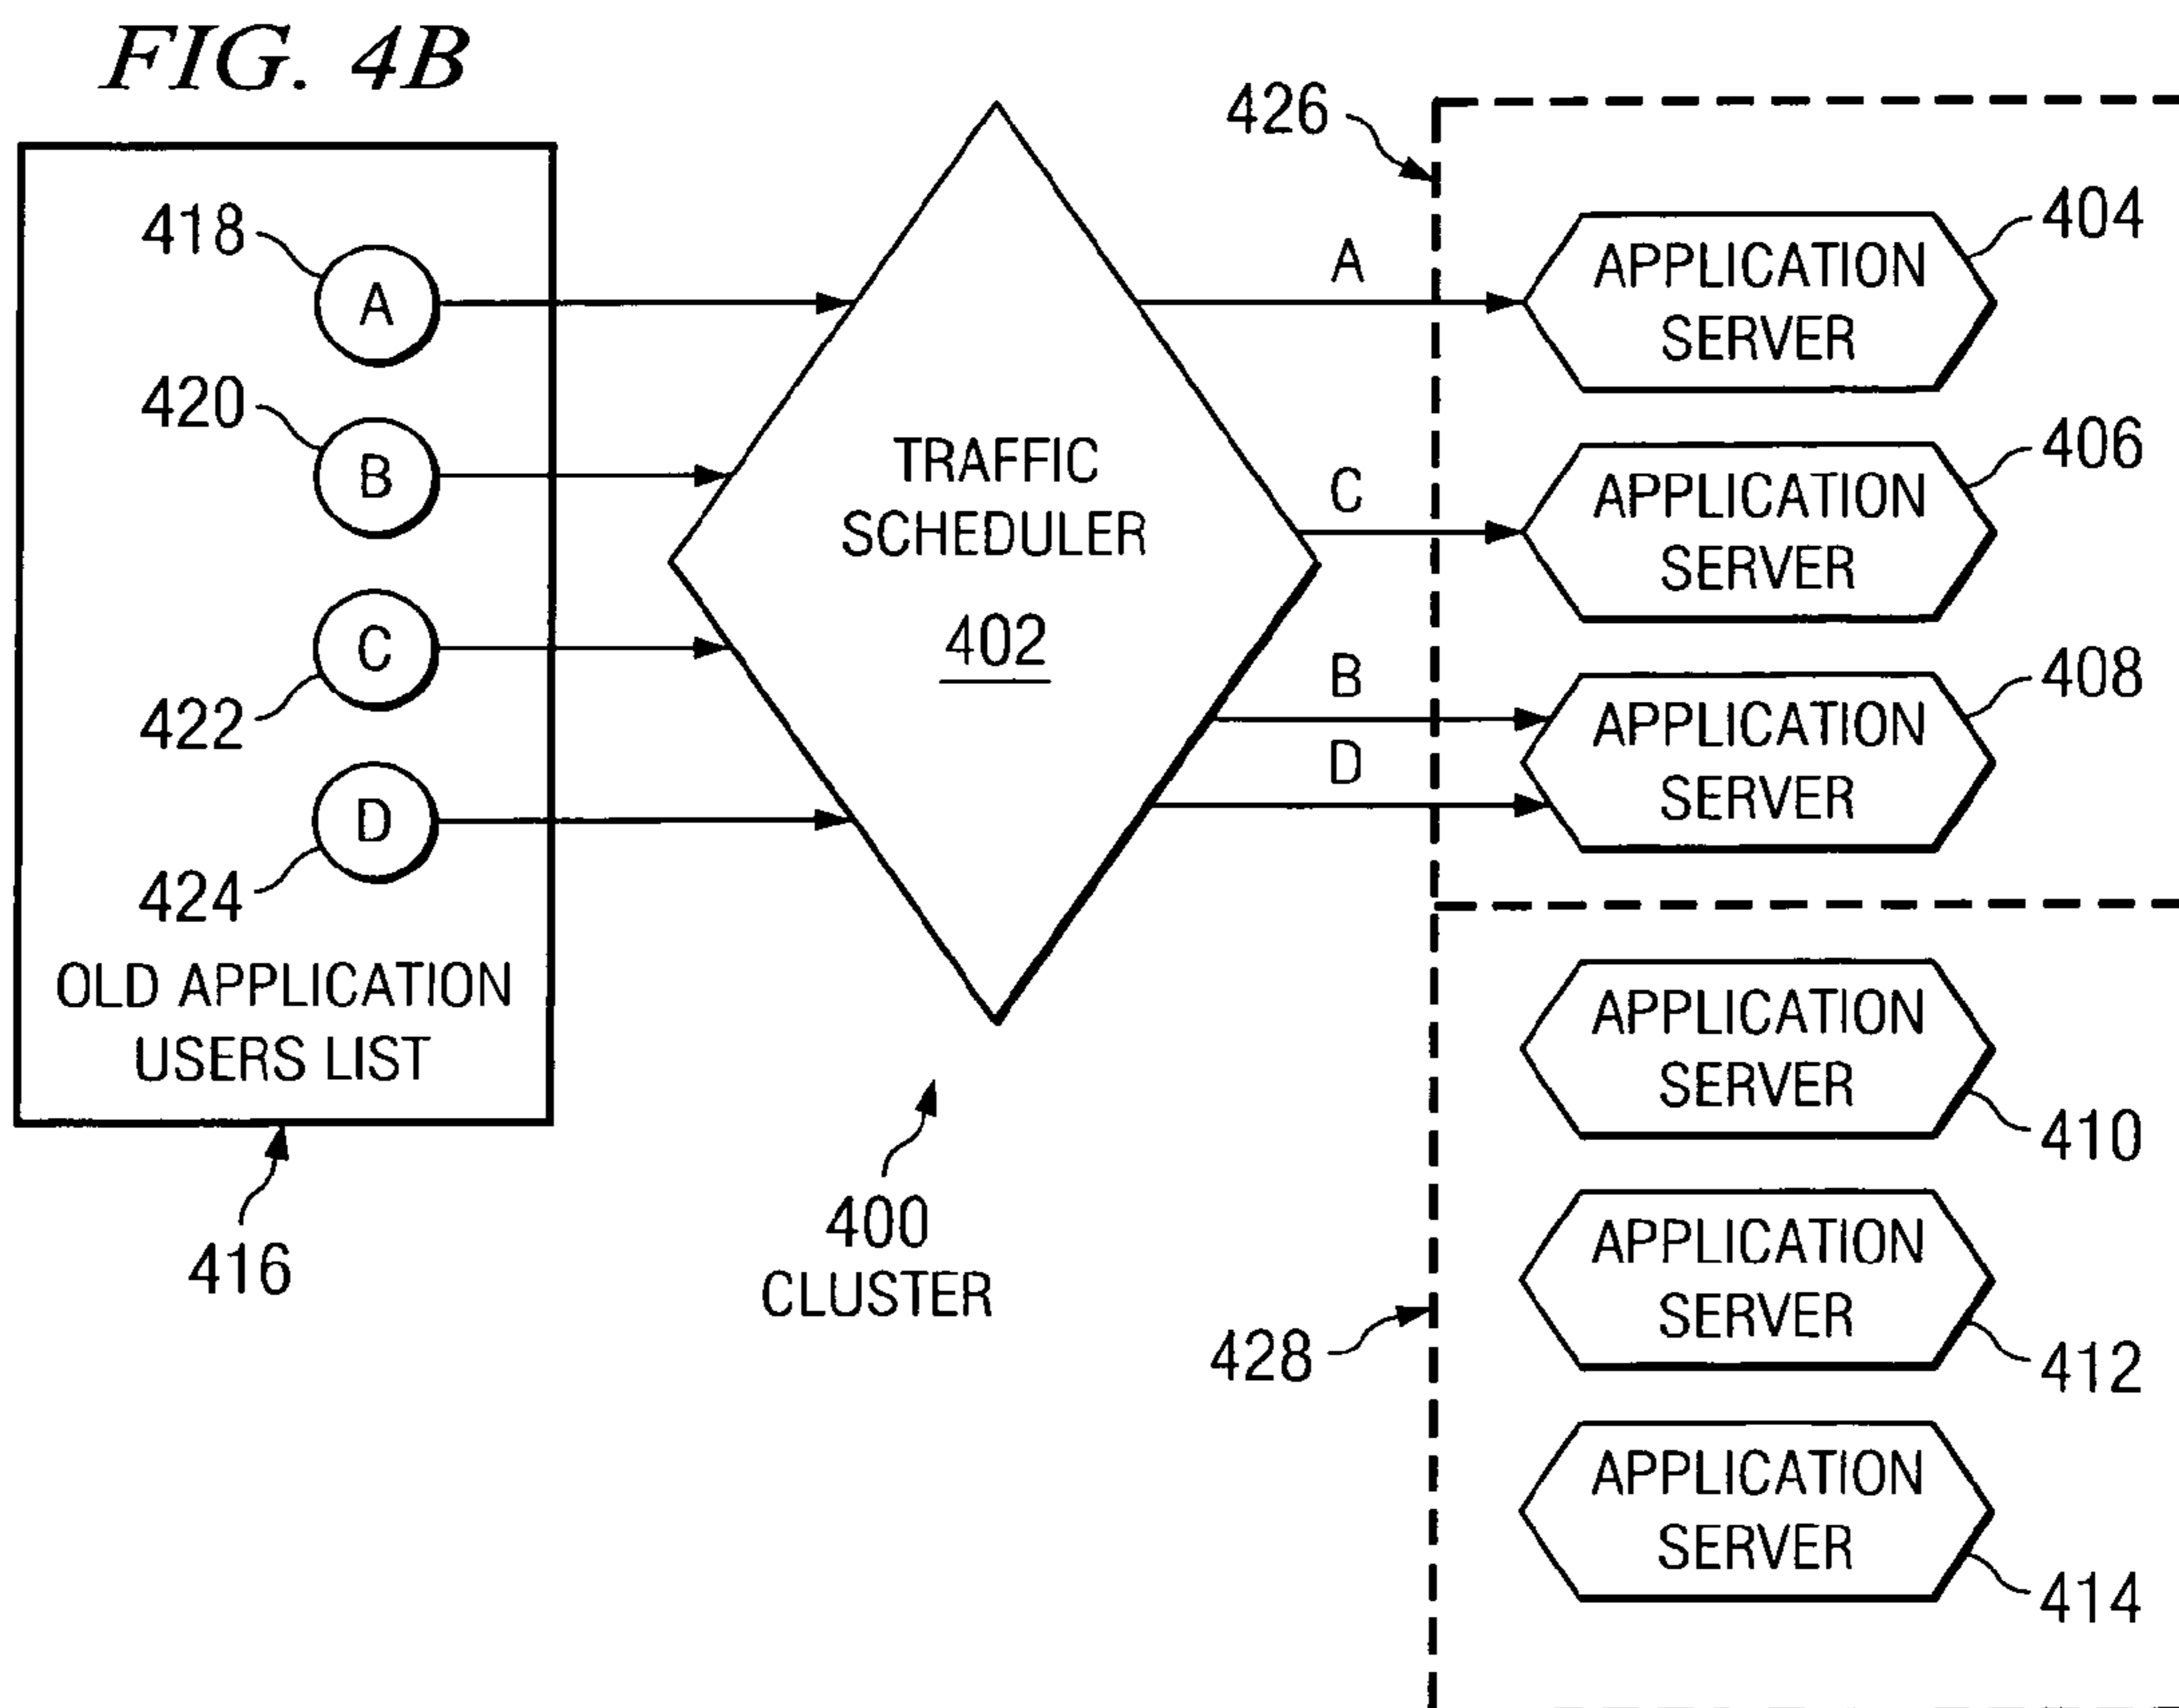 FIG. 4B
418
A
420
B
C
422
D
424
OLD APPLICATION
USERS LIST
416
TRAFFIC
SCHEDULER
402
400
CLUSTER
426
A
C
B
D
428
APPLICATION
SERVER
404
APPLICATION
SERVER
406
APPLICATION
SERVER
408
APPLICATION
SERVER
410
APPLICATION
SERVER
412
APPLICATION
SERVER
414